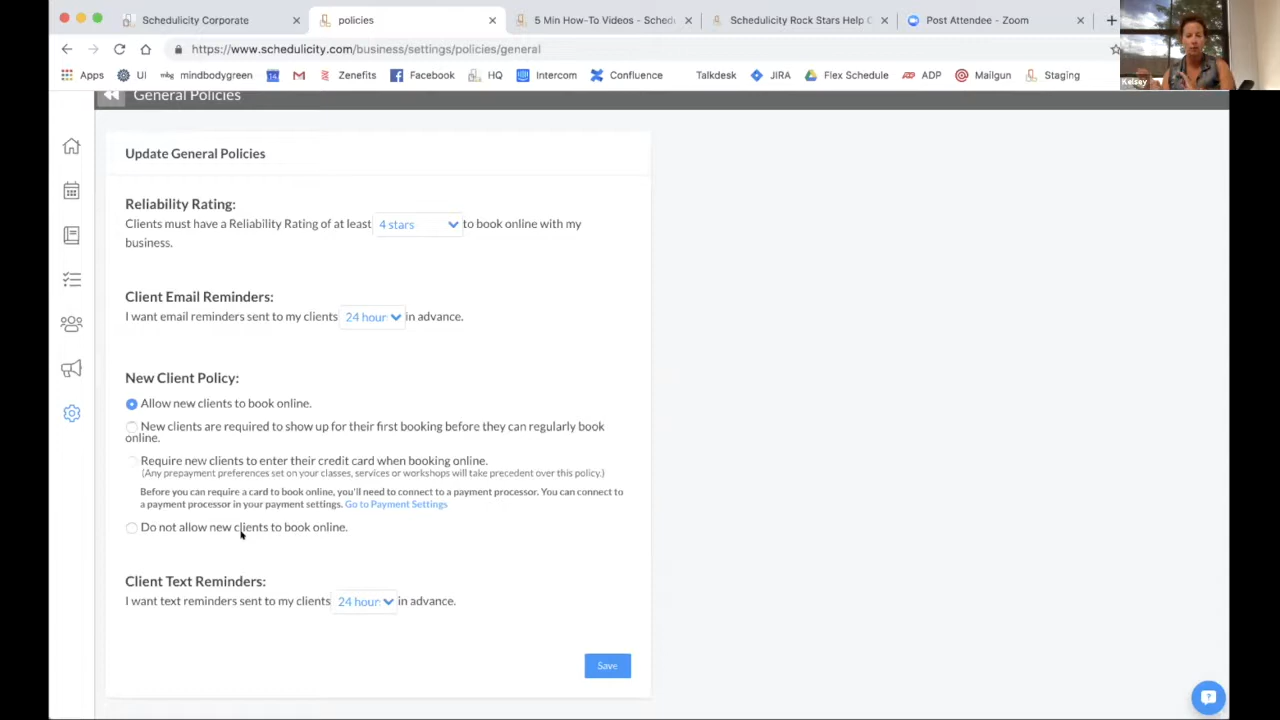 Schedulicity Corporate
policies
5 Min How-To Videos - Sched
Schedulicity Rock Stars Help C
Post Attendee - Zoom
https://www.schedulicity.com/business/settings/policies/general
Apps
UI
mbg mindbodygreen
14
Zenefits
Facebook
HQ
Intercom
Confluence
Talkdesk
JIRA
Flex Schedule
ADP
Mailgun
Staging
Kelsey
General Policies
Update General Policies
Reliability Rating:
Clients must have a Reliability Rating of at least 4 stars to book online with my
business.
Client Email Reminders:
I want email reminders sent to my clients 24 hour in advance.
New Client Policy:
Allow new clients to book online.
New clients are required to show up for their first booking before they can regularly book
online.
Require new clients to enter their credit card when booking online.
(Any prepayment preferences set on your classes, services or workshops will take precedent over this policy.)
Before you can require a card to book online, you'll need to connect to a payment processor. You can connect to
a payment processor in your payment settings. Go to Payment Settings
Do not allow new clients to book online.
Client Text Reminders:
I want text reminders sent to my clients 24 hour in advance.
Save